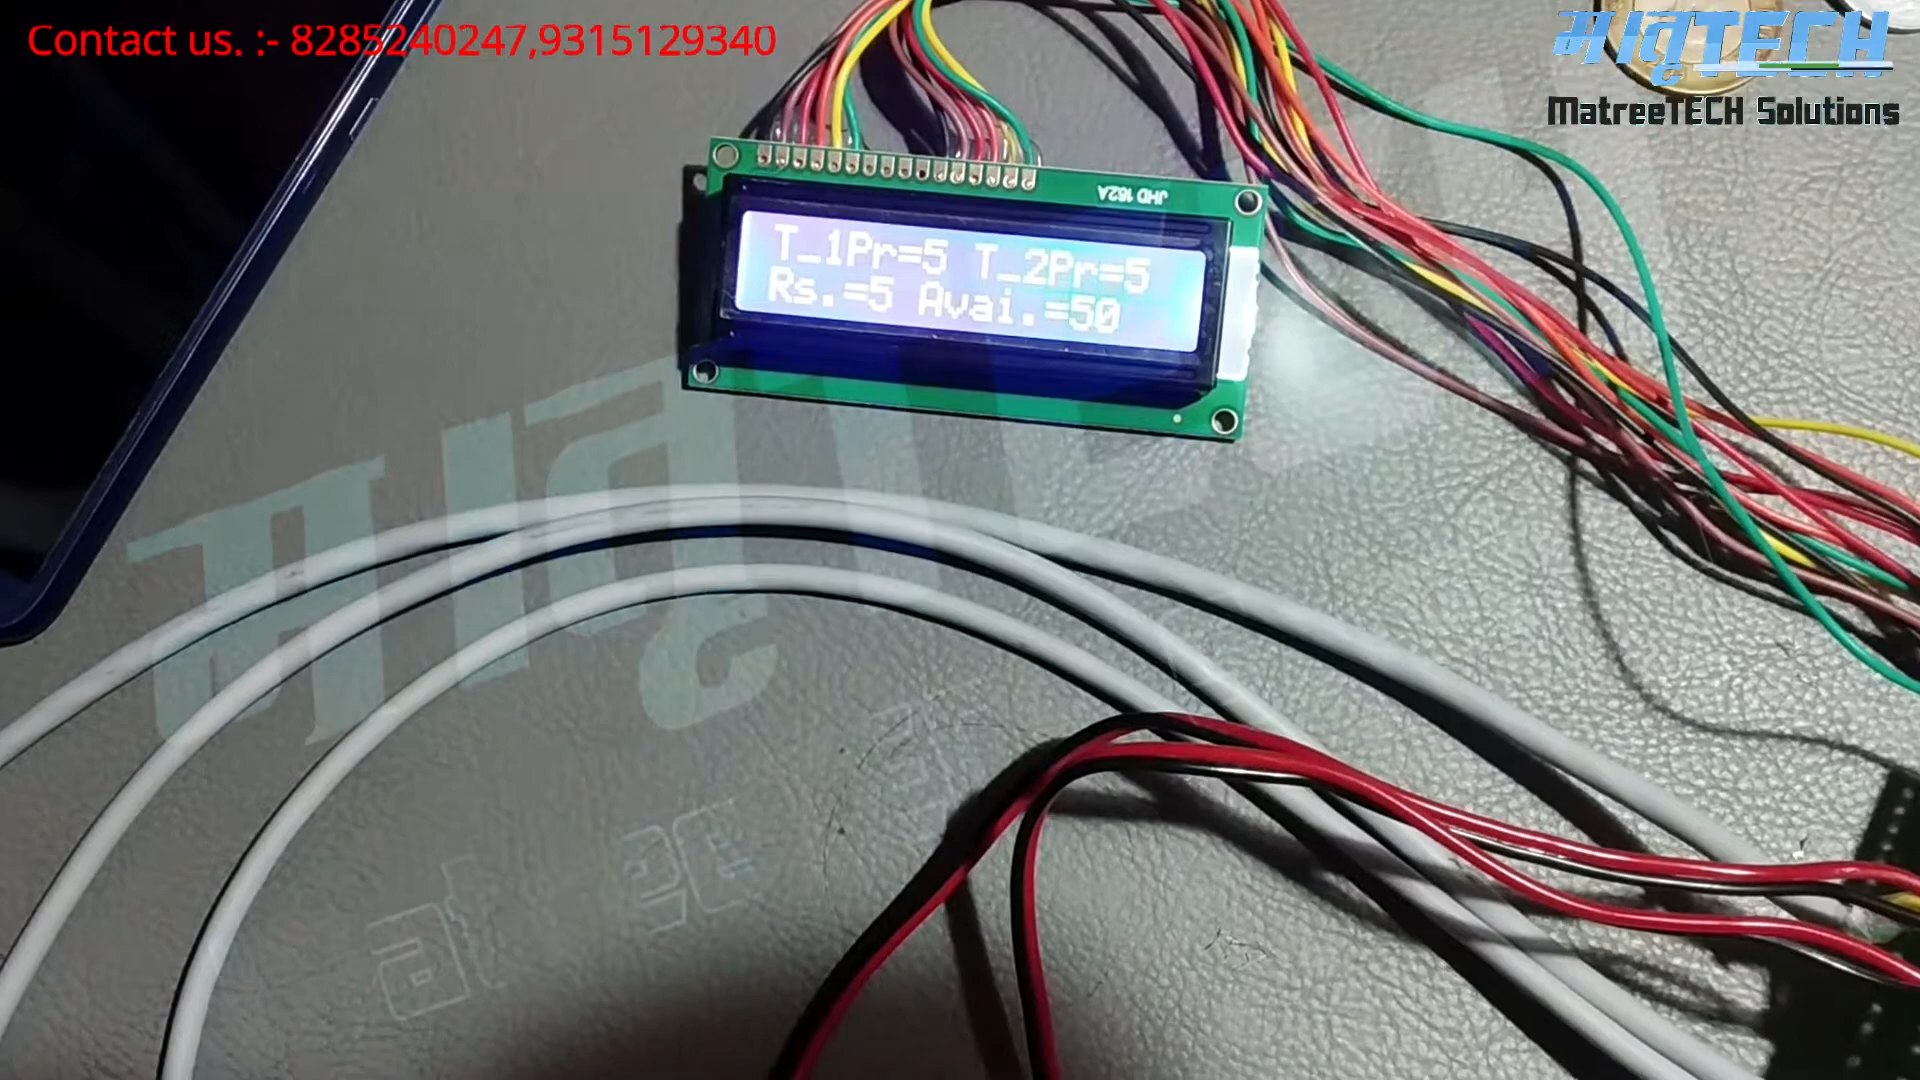 Contact us. :- 8285240247,9315129340
मातृTECH
MatreeTECH Solutions
JHD 162A
T_1Pr=5 T_2Pr=5
Rs.=5 Avai.=50
मातृ